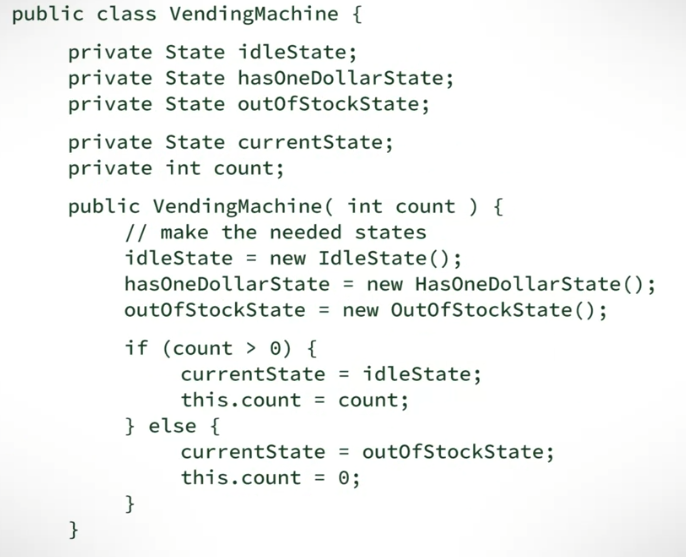 public class VendingMachine {
private State idleState;
private State hasOneDollarState;
private State outOfStockState;
private State currentState;
private int count;
public VendingMachine( int count ) {
// make the needed states
idleState = new IdleState();
hasOneDollarState = new HasOneDollarState();
outOfStockState = new OutOfStockState();
if (count > 0) {
currentState = idleState;
this.count = count;
} else {
currentState = outOfStockState;
this.count = 0;
}
}